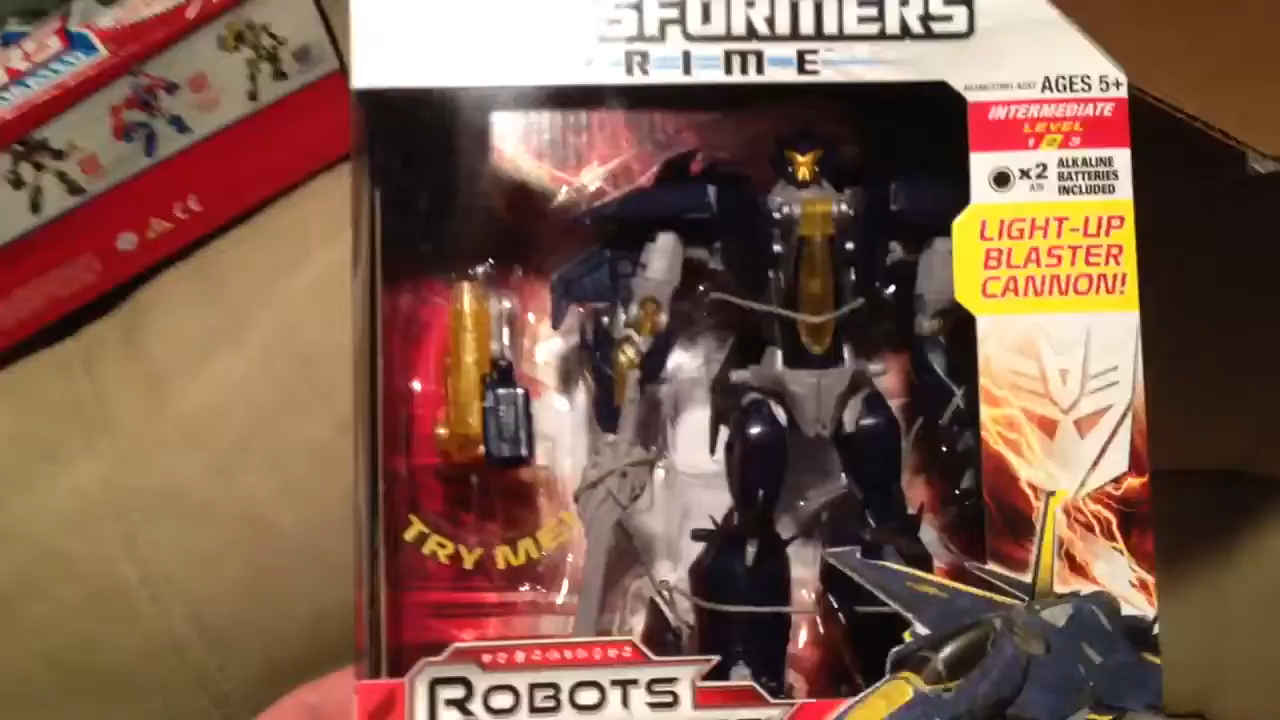 SFORMERS
RIME
AGES 5+
INTERMEDIATE
LEVEL
1 2 3
x2
ALKALINE
BATTERIES
INCLUDED
LIGHT-UP
BLASTER
CANNON!
TRY ME!
ROBOTS